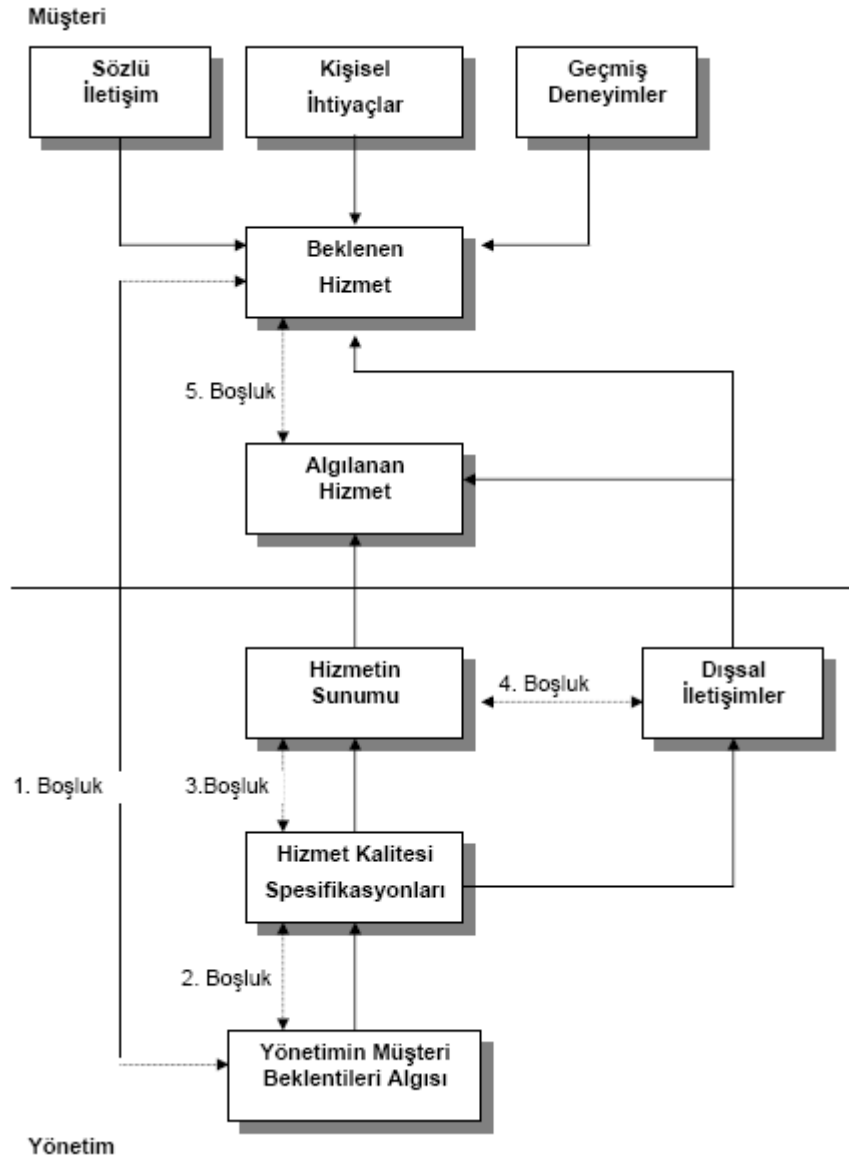 Müşteri
Sözlü
İletişim
Kişisel
İhtiyaçlar
Geçmiş
Deneyimler
Beklenen
Hizmet
5. Boşluk
Algılanan
Hizmet
Hizmetin
Sunumu
4. Boşluk
Dışsal
İletişimler
1. Boşluk
3.Boşluk
Hizmet Kalitesi
Spesifikasyonları
2. Boşluk
Yönetimin Müşteri
Beklentileri Algısı
Yönetim